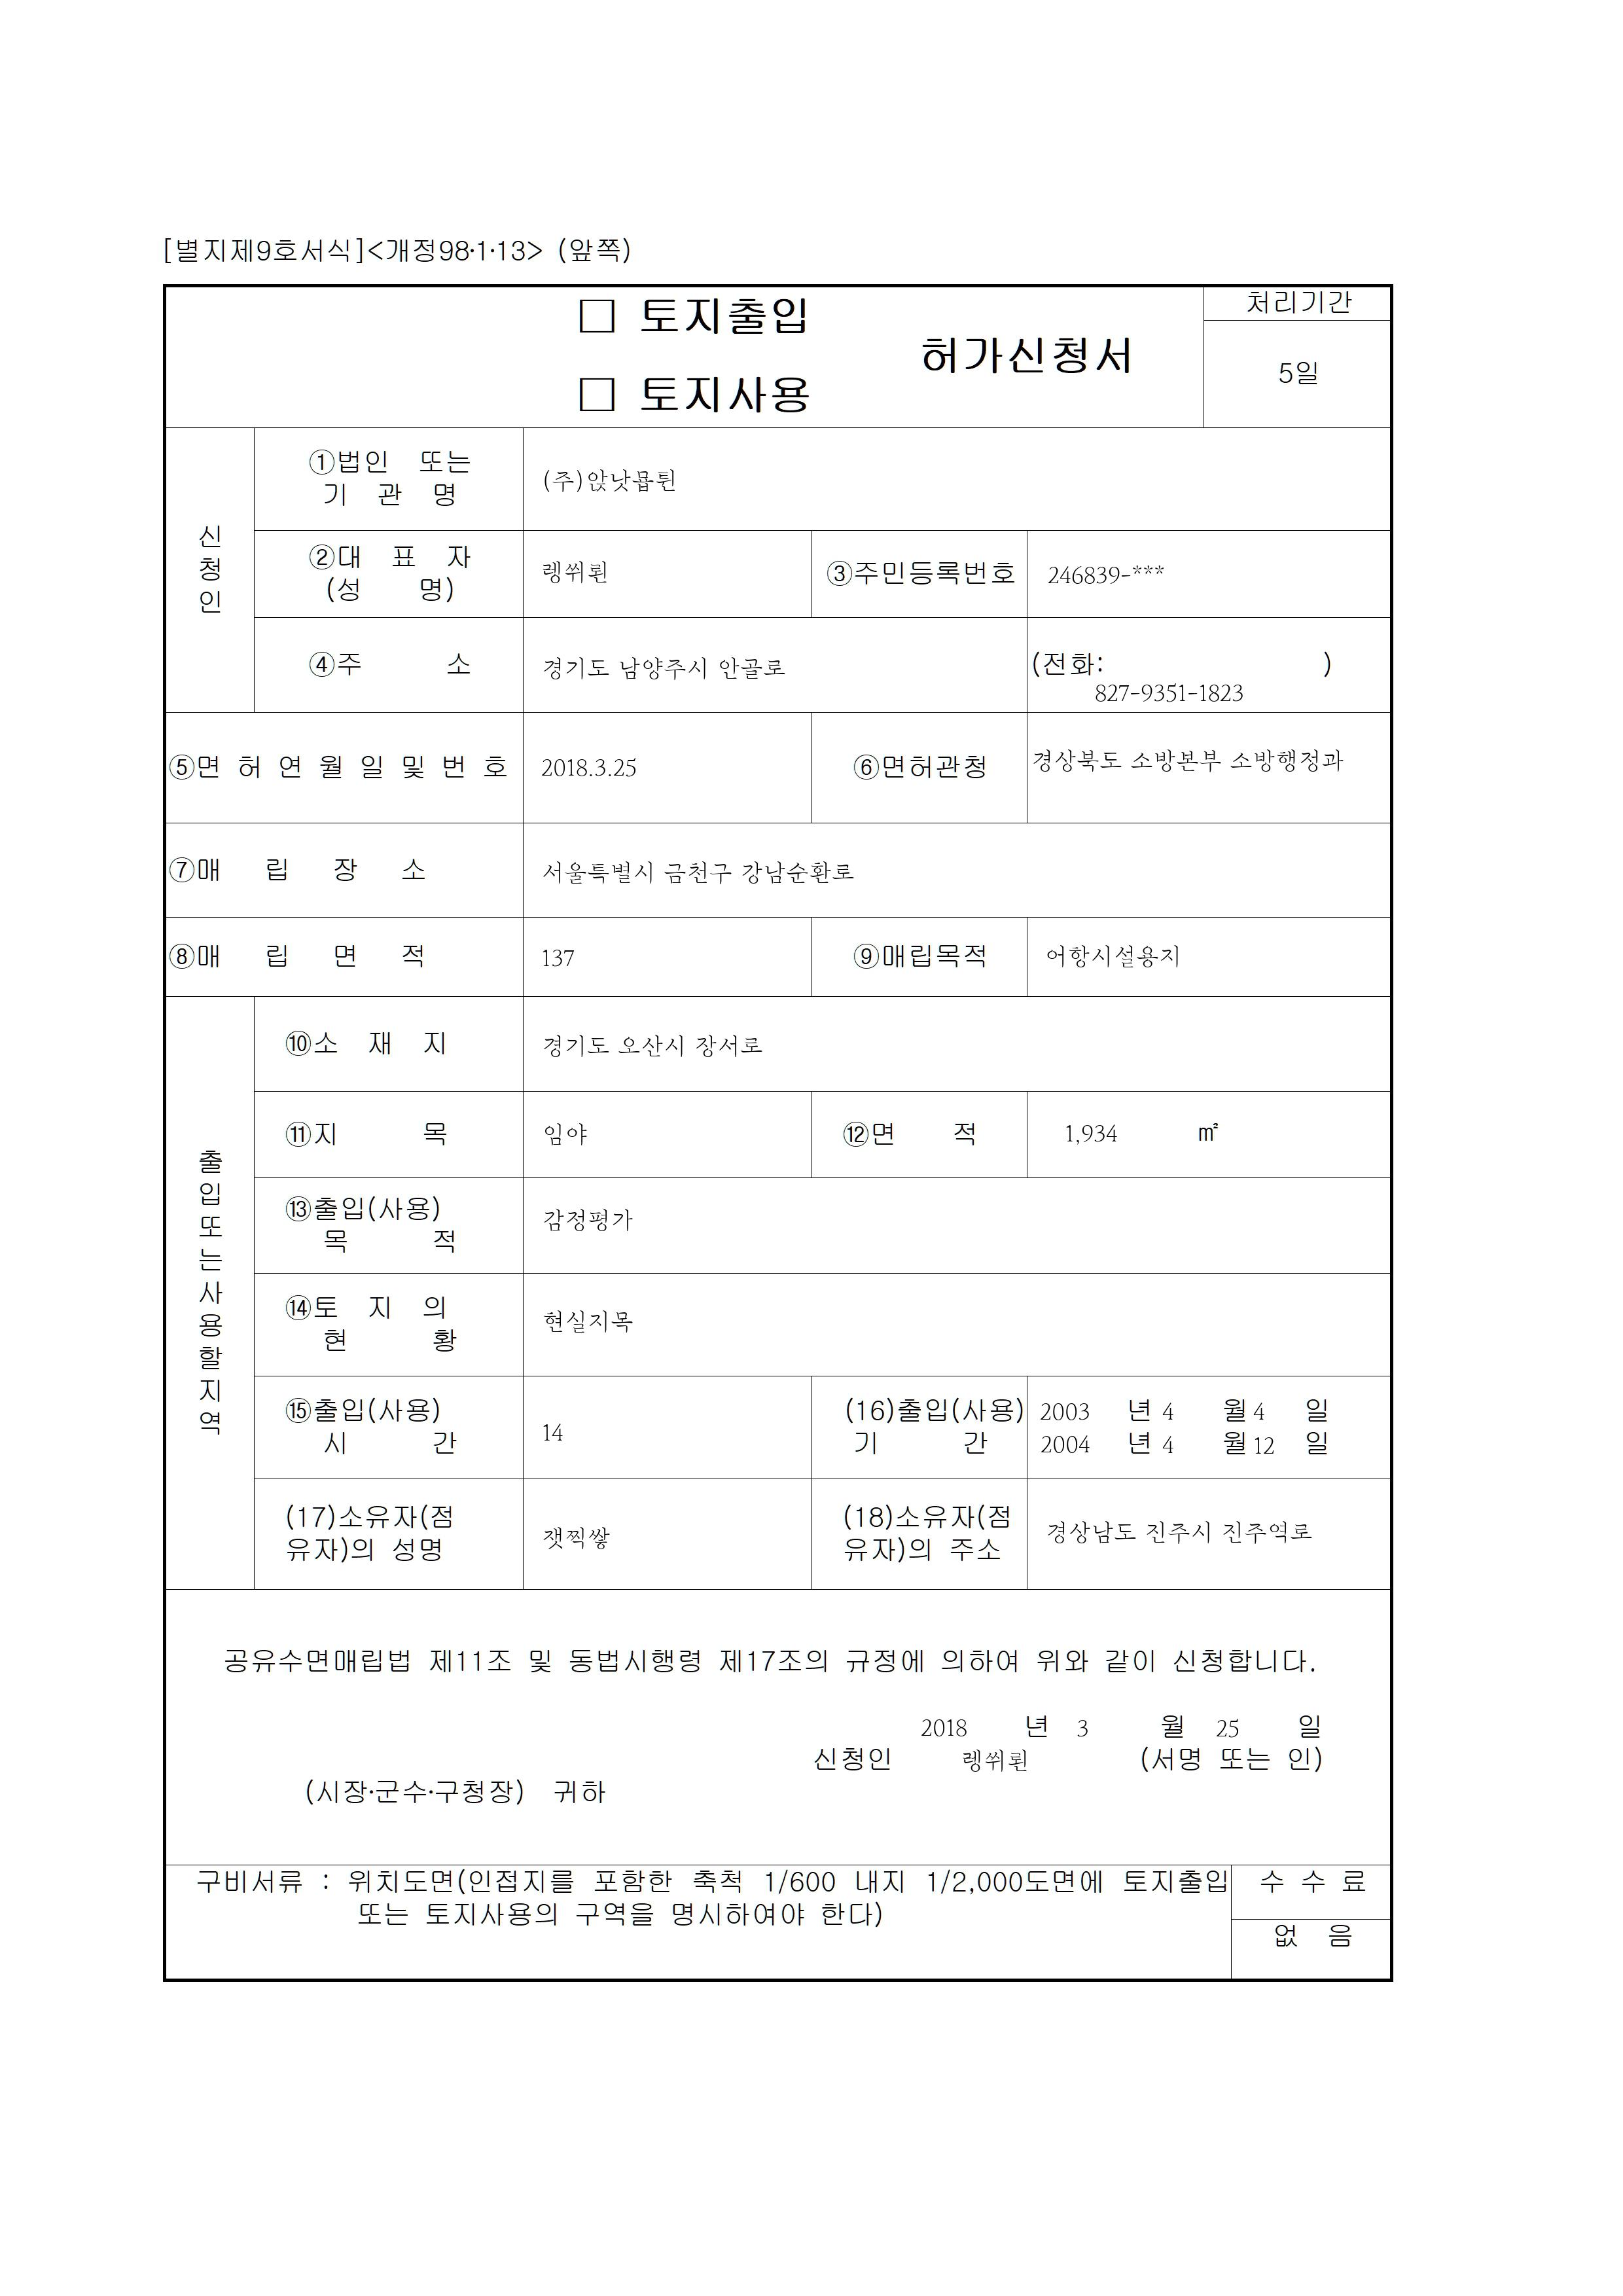 [별지제9호서식]<개정98·1·13> (앞쪽)
□ 토지출입
□ 토지사용
허가신청서
처리기간
5일
신청인
①법인 또는
기 관 명
(주)앉낫욥튄
②대 표 자
(성 명)
렝쒸뢴
③주민등록번호
246839-***
④주 소
경기도 남양주시 안골로
(전화: )
827-9351-1823
⑤면 허 연 월 일 및 번 호
2018.3.25
⑥면허관청
경상북도 소방본부 소방행정과
⑦매 립 장 소
서울특별시 금천구 강남순환로
⑧매 립 면 적
137
⑨매립목적
어항시설용지
출입또는사용할지역
⑩소 재 지
경기도 오산시 장서로
⑪지 목
임야
⑫면 적
1,934 ㎡
⑬출입(사용)
목 적
감정평가
⑭토 지 의
현 황
현실지목
⑮출입(사용)
시 간
14
(16)출입(사용)
기 간
2003 년 4 월 4 일
2004 년 4 월 12 일
(17)소유자(점
유자)의 성명
잿찍쌓
(18)소유자(점
유자)의 주소
경상남도 진주시 진주역로
공유수면매립법 제11조 및 동법시행령 제17조의 규정에 의하여 위와 같이 신청합니다.
2018 년 3 월 25 일
신청인 렝쒸뢴 (서명 또는 인)
(시장·군수·구청장) 귀하
구비서류 : 위치도면(인접지를 포함한 축척 1/600 내지 1/2,000도면에 토지출입
또는 토지사용의 구역을 명시하여야 한다)
수 수 료
없 음